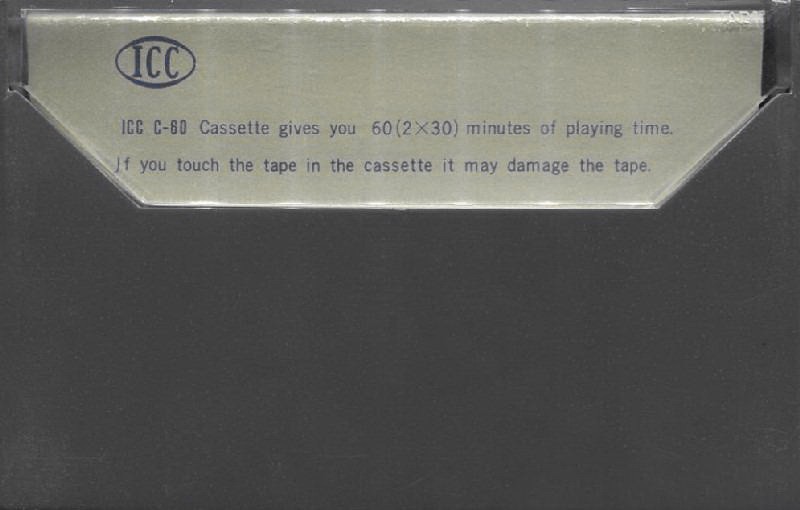 ICC
ICC C-60 Cassette gives you 60(2×30) minutes of playing time.
If you touch the tape in the cassette it may damage the tape.